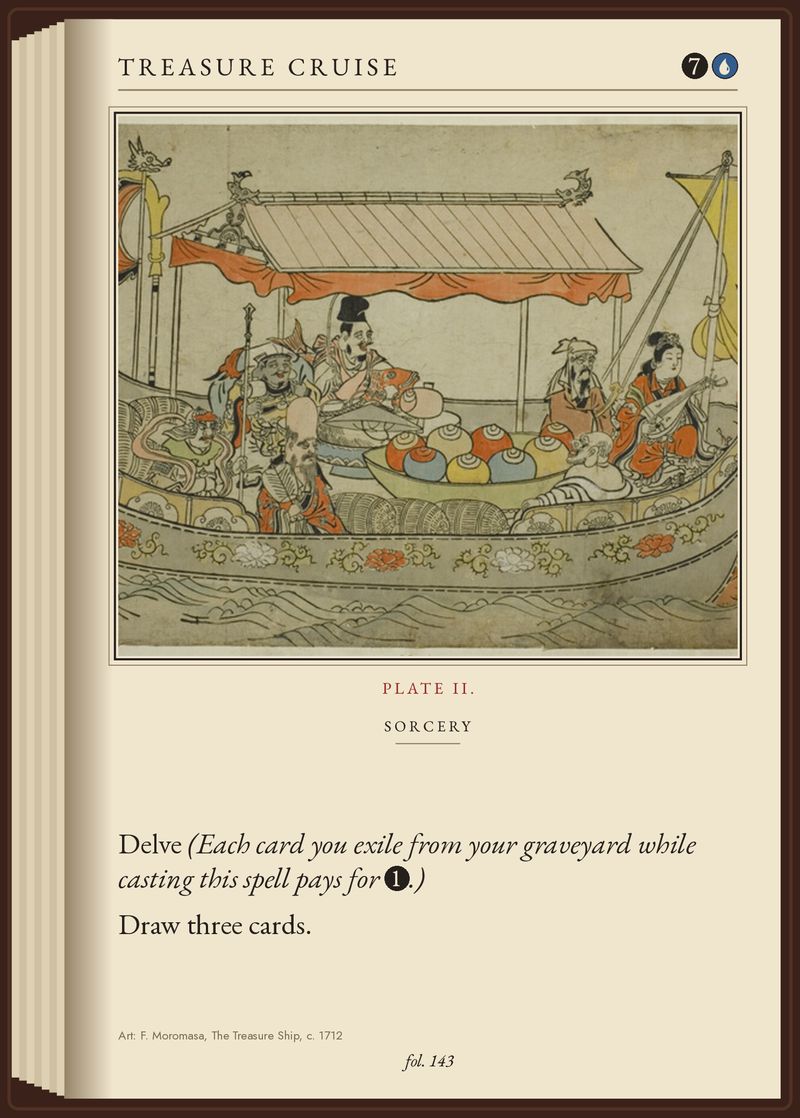 TREASURE CRUISE 7
PLATE II.
SORCERY
Delve (Each card you exile from your graveyard while
casting this spell pays for 1.)
Draw three cards.
Art: F. Moromasa, The Treasure Ship, c. 1712
fol. 143